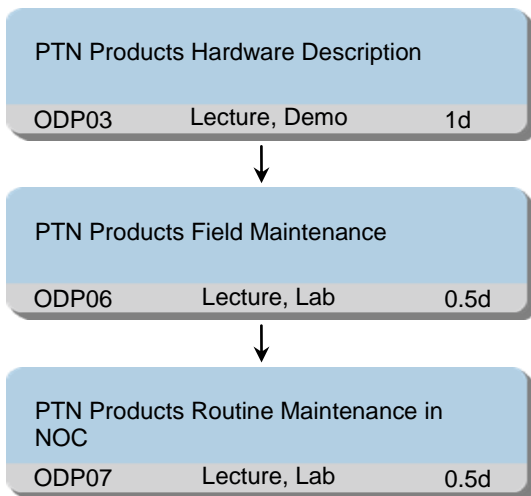 PTN Products Hardware Description
ODP03 Lecture, Demo 1d
PTN Products Field Maintenance
ODP06 Lecture, Lab 0.5d
PTN Products Routine Maintenance in
NOC
ODP07 Lecture, Lab 0.5d